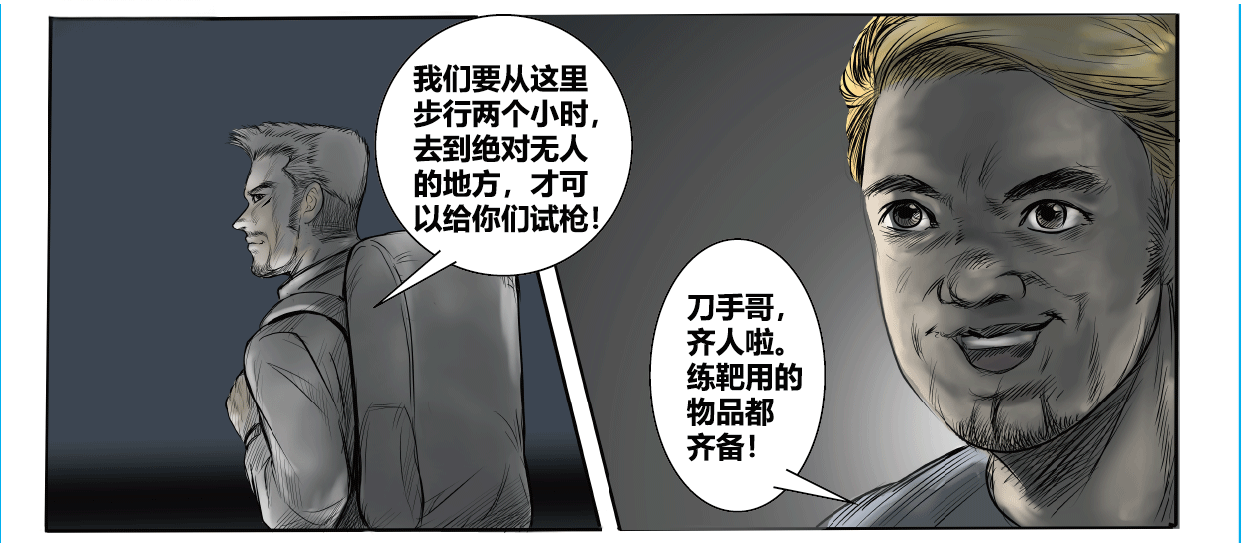 我们要从这里
步行两个小时，
去到绝对无人
的地方，才可
以给你们试枪！
刀手哥，
齐人啦。
练靶用的
物品都
齐备！